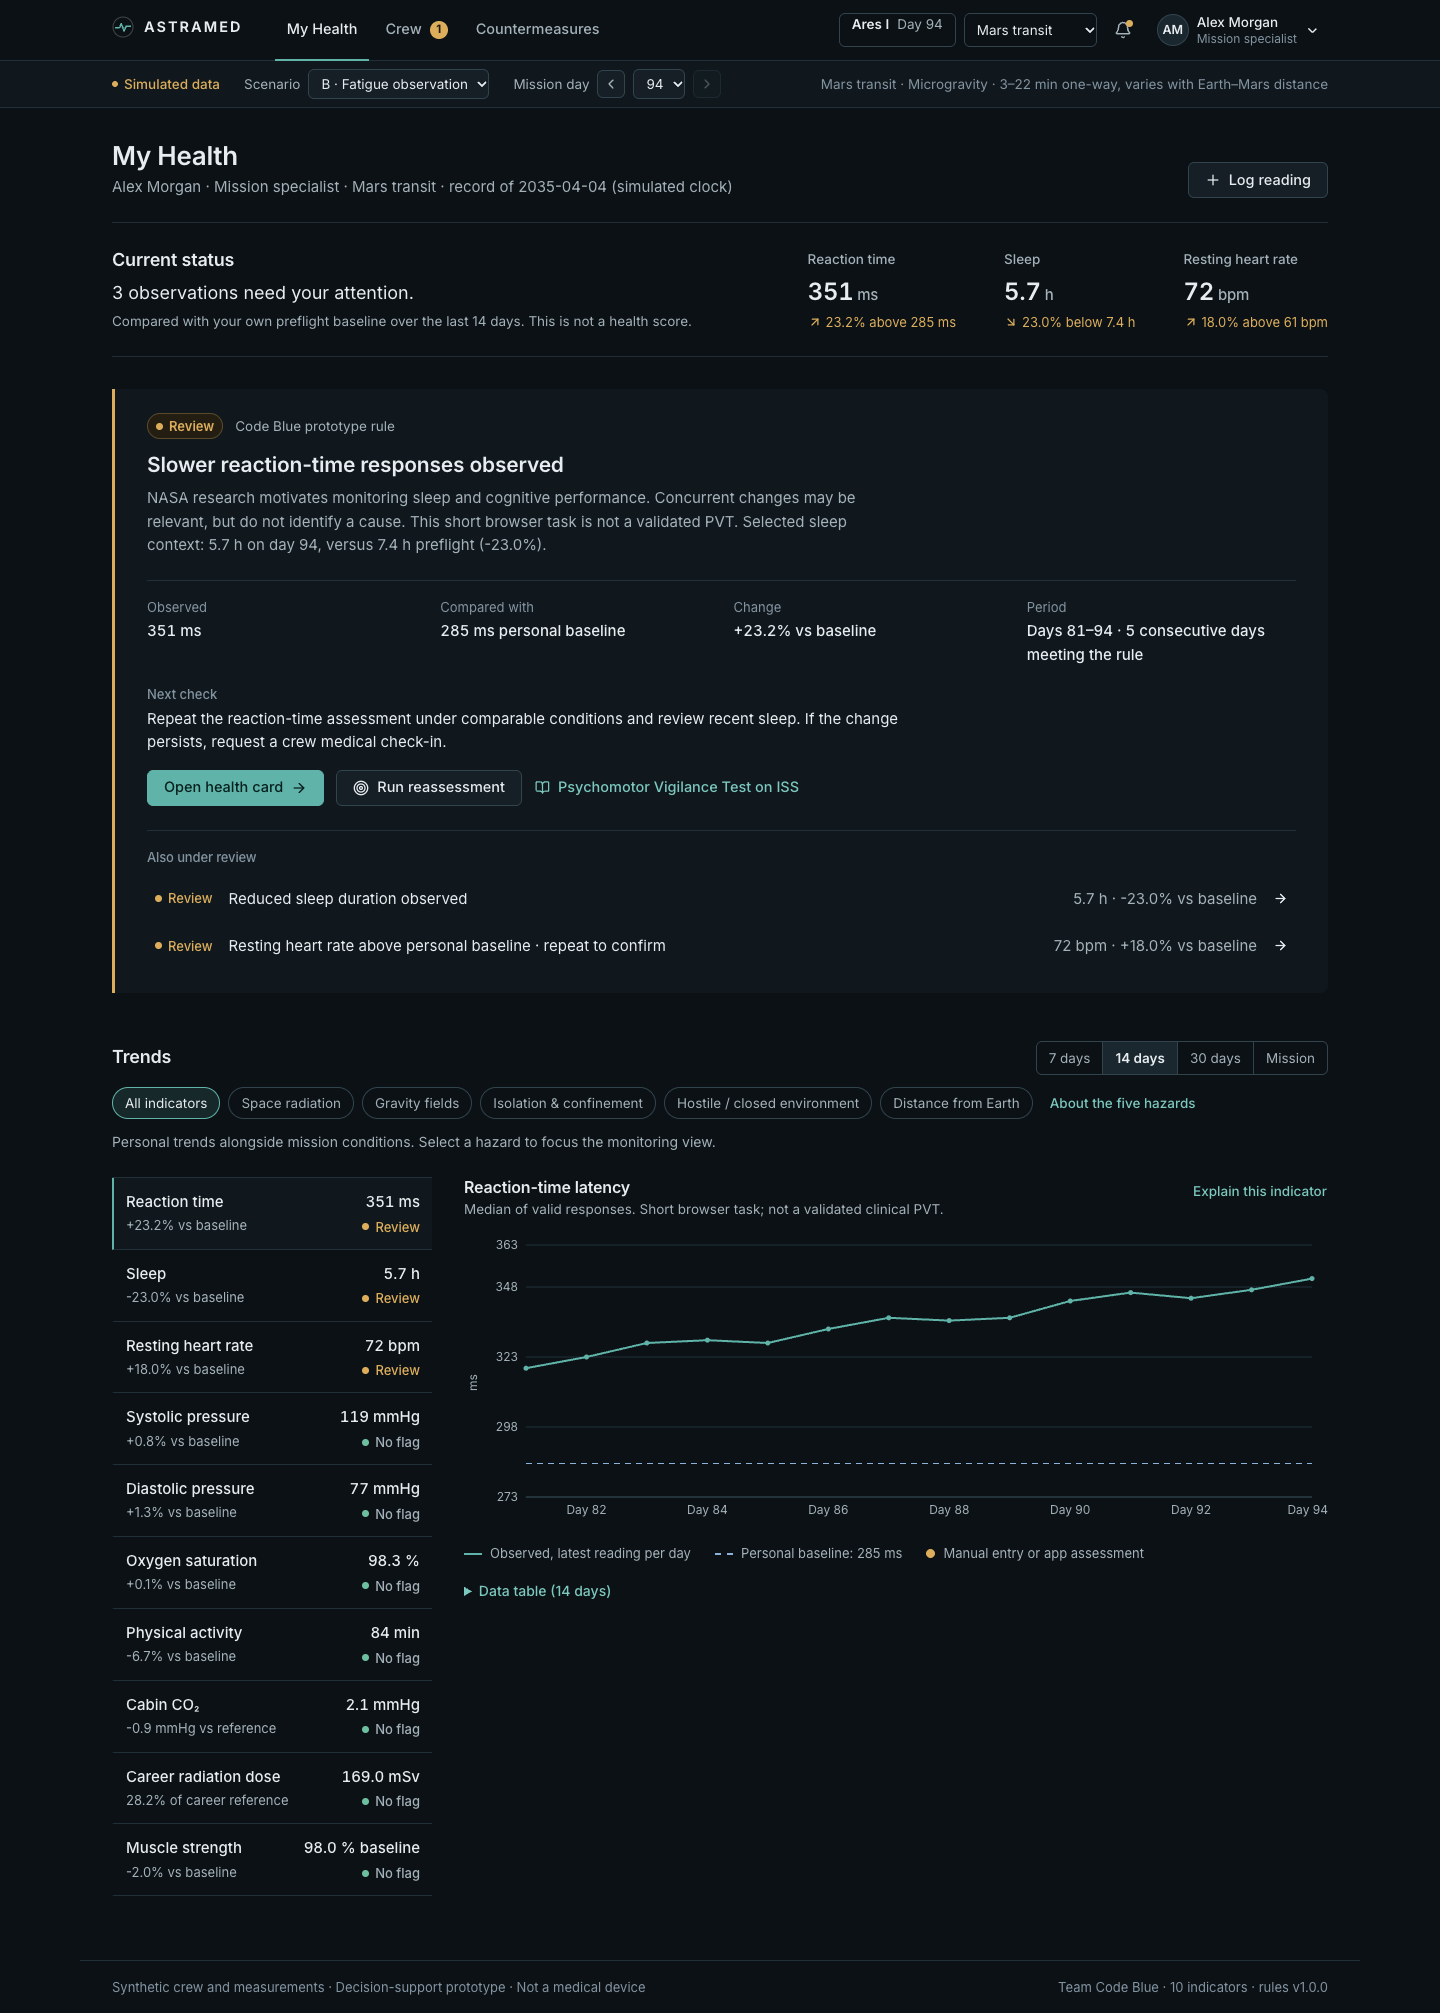 ASTRAMED
My Health
Crew 1
Countermeasures
Ares I Day 94
Mars transit
AM
Alex Morgan
Mission specialist
Simulated data
Scenario B · Fatigue observation
Mission day 94
Mars transit · Microgravity · 3–22 min one-way, varies with Earth–Mars distance
My Health
Alex Morgan · Mission specialist · Mars transit · record of 2035-04-04 (simulated clock)
Log reading
Current status
3 observations need your attention.
Compared with your own preflight baseline over the last 14 days. This is not a health score.
Reaction time
351 ms
23.2% above 285 ms
Sleep
5.7 h
23.0% below 7.4 h
Resting heart rate
72 bpm
18.0% above 61 bpm
Review Code Blue prototype rule
Slower reaction-time responses observed
NASA research motivates monitoring sleep and cognitive performance. Concurrent changes may be
relevant, but do not identify a cause. This short browser task is not a validated PVT. Selected sleep
context: 5.7 h on day 94, versus 7.4 h preflight (-23.0%).
Observed
351 ms
Compared with
285 ms personal baseline
Change
+23.2% vs baseline
Period
Days 81–94 · 5 consecutive days
meeting the rule
Next check
Repeat the reaction-time assessment under comparable conditions and review recent sleep. If the change
persists, request a crew medical check-in.
Open health card
Run reassessment
Psychomotor Vigilance Test on ISS
Also under review
Review Reduced sleep duration observed 5.7 h · -23.0% vs baseline
Review Resting heart rate above personal baseline · repeat to confirm 72 bpm · +18.0% vs baseline
Trends
7 days 14 days 30 days Mission
All indicators Space radiation Gravity fields Isolation & confinement Hostile / closed environment Distance from Earth About the five hazards
Personal trends alongside mission conditions. Select a hazard to focus the monitoring view.
Reaction time 351 ms
+23.2% vs baseline Review
Sleep 5.7 h
-23.0% vs baseline Review
Resting heart rate 72 bpm
+18.0% vs baseline Review
Systolic pressure 119 mmHg
+0.8% vs baseline No flag
Diastolic pressure 77 mmHg
+1.3% vs baseline No flag
Oxygen saturation 98.3 %
+0.1% vs baseline No flag
Physical activity 84 min
-6.7% vs baseline No flag
Cabin CO₂ 2.1 mmHg
-0.9 mmHg vs reference No flag
Career radiation dose 169.0 mSv
28.2% of career reference No flag
Muscle strength 98.0 % baseline
-2.0% vs baseline No flag
Reaction-time latency
Median of valid responses. Short browser task; not a validated clinical PVT.
Explain this indicator
363
348
323
298
273
ms
Day 82 Day 84 Day 86 Day 88 Day 90 Day 92 Day 94
Observed, latest reading per day
Personal baseline: 285 ms
Manual entry or app assessment
Data table (14 days)
Synthetic crew and measurements · Decision-support prototype · Not a medical device
Team Code Blue · 10 indicators · rules v1.0.0